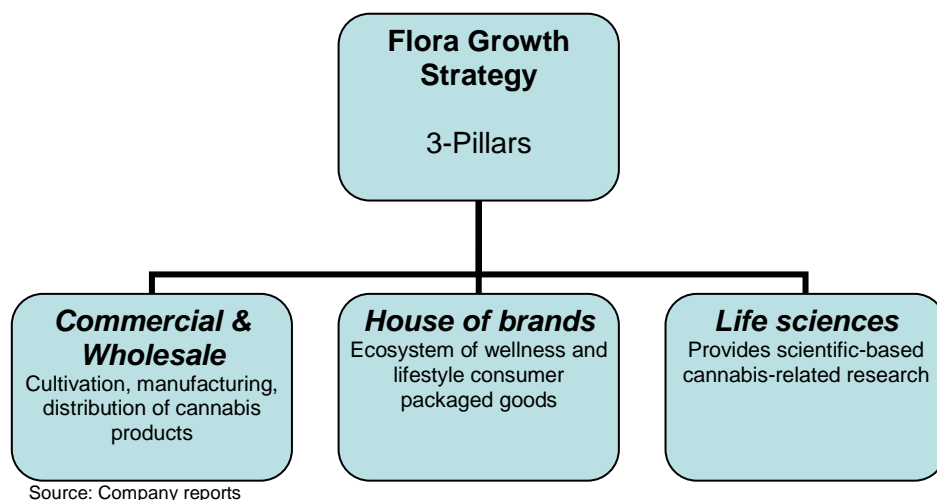 Flora Growth
Strategy
3-Pillars
Commercial &
Wholesale
Cultivation, manufacturing,
distribution of cannabis
products
House of brands
Ecosystem of wellness and
lifestyle consumer
packaged goods
Life sciences
Provides scientific-based
cannabis-related research
Source: Company reports